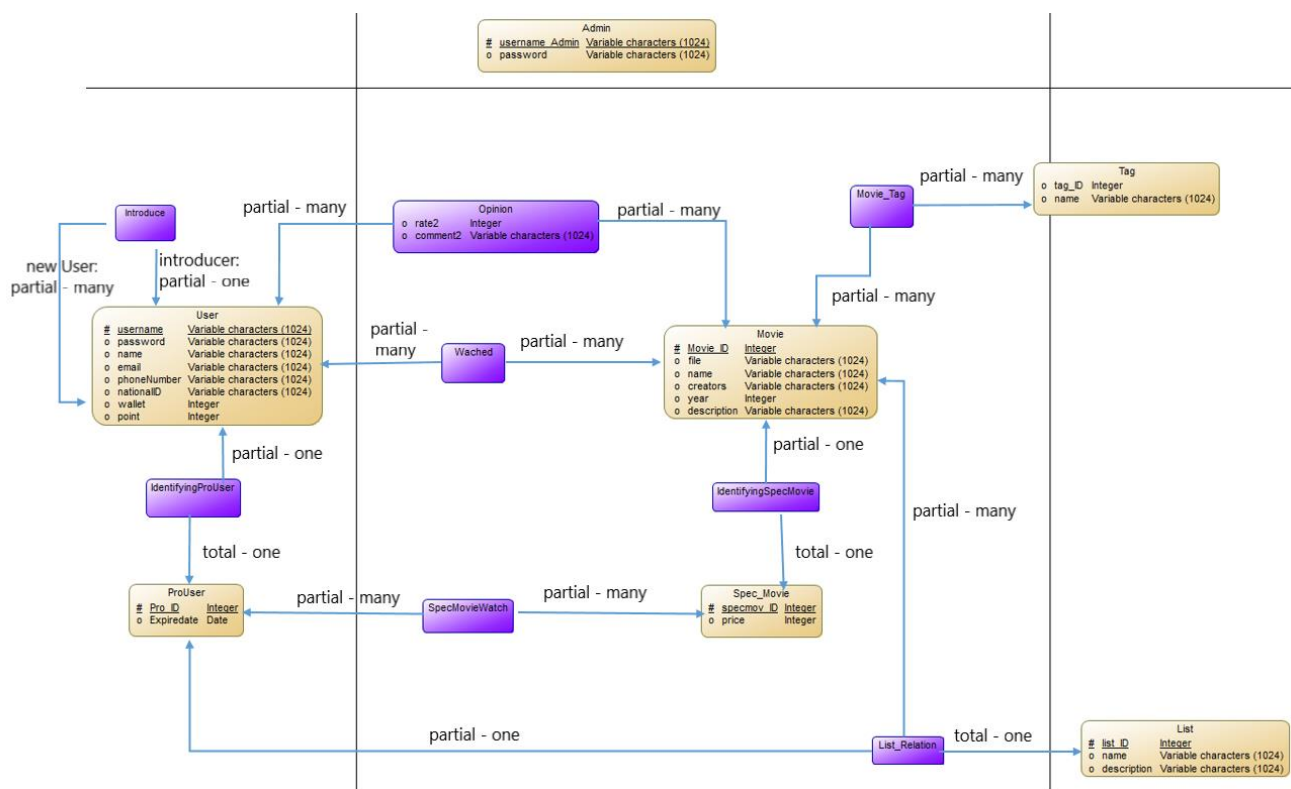 Admin
# username_Admin Variable characters (1024)
o password Variable characters (1024)
partial - many
Tag
o tag_ID Integer
o name Variable characters (1024)
Movie_Tag
Introduce
partial - many
Opinion
o rate2 Integer
o comment2 Variable characters (1024)
partial - many
new User:
partial - many
introducer:
partial - one
partial - many
User
# username Variable characters (1024)
o password Variable characters (1024)
o name Variable characters (1024)
o email Variable characters (1024)
o phoneNumber Variable characters (1024)
o nationalID Variable characters (1024)
o wallet Integer
o point Integer
partial -
many
Wached
partial - many
Movie
# Movie_ID Integer
o file Variable characters (1024)
o name Variable characters (1024)
o creators Variable characters (1024)
o year Integer
o description Variable characters (1024)
partial - one
partial - one
IdentifyingProUser
IdentifyingSpecMovie
partial - many
total - one
total - one
ProUser
# Pro_ID Integer
o Expiredate Date
partial - many
SpecMovieWatch
partial - many
Spec_Movie
# specmov_ID Integer
o price Integer
partial - one
List_Relation
total - one
List
# list_ID Integer
o name Variable characters (1024)
o description Variable characters (1024)